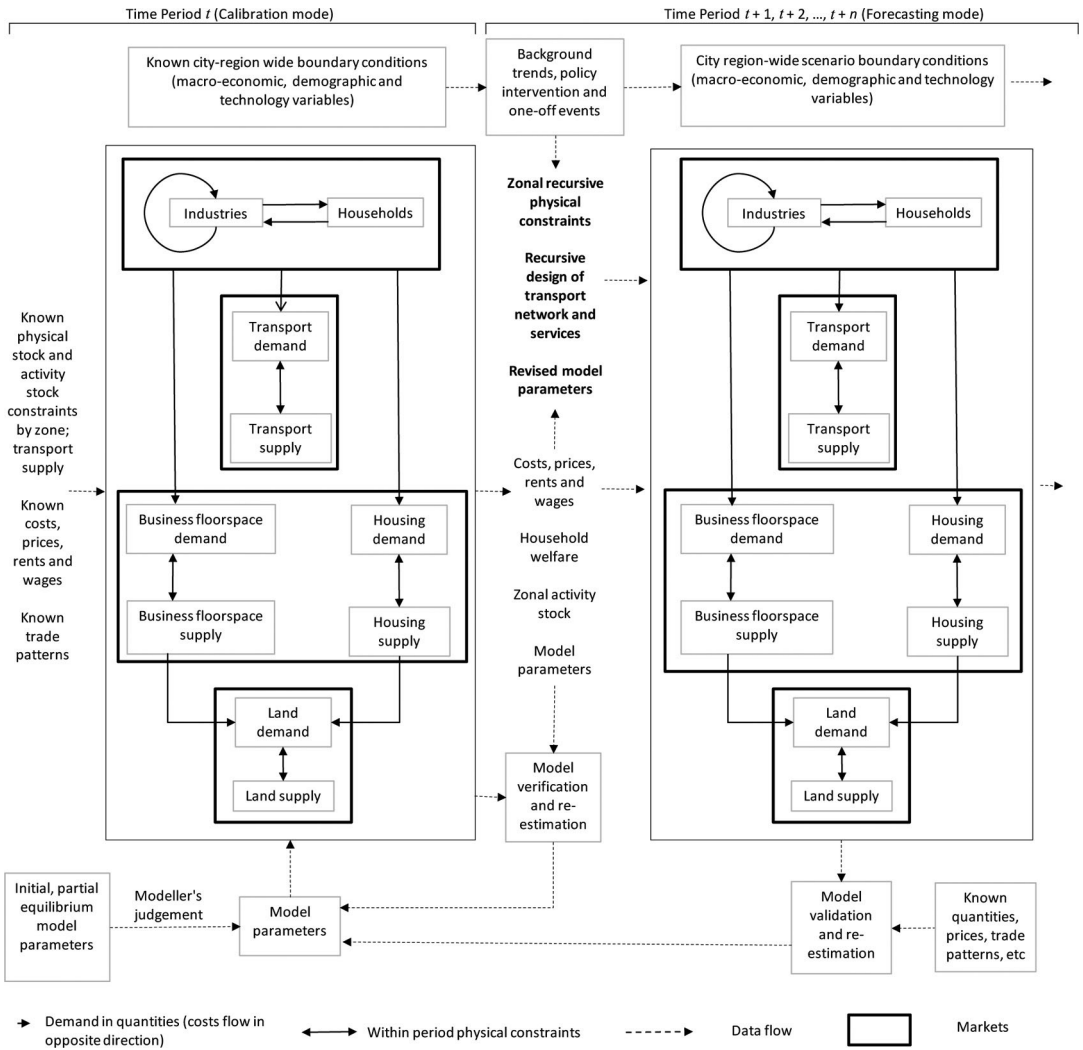 Time Period t (Calibration mode)
Time Period t + 1, t + 2, ..., t + n (Forecasting mode)
Known city-region wide boundary conditions
(macro-economic, demographic and
technology variables)
Background
trends, policy
intervention and
one-off events
City region-wide scenario boundary conditions
(macro-economic, demographic and technology
variables)
Industries
Households
Transport
demand
Transport
supply
Business floorspace
demand
Housing
demand
Business floorspace
supply
Housing supply
Land
demand
Land supply
Known
physical
stock and
activity
stock
constraints
by zone;
transport
supply
Known
costs,
prices,
rents and
wages
Known
trade
patterns
Zonal recursive
physical
constraints
Recursive
design of
transport
network and
services
Revised model
parameters
Costs, prices,
rents and
wages
Household
welfare
Zonal activity
stock
Model
parameters
Model
verification
and re-
estimation
Industries
Households
Transport
demand
Transport
supply
Business floorspace
demand
Housing
demand
Business floorspace
supply
Housing supply
Land
demand
Land supply
Initial, partial
equilibrium
model
parameters
Modeller's
judgement
Model
parameters
Model
validation
and re-
estimation
Known
quantities,
prices, trade
patterns, etc
Demand in quantities (costs flow in
opposite direction)
Within period physical constraints
Data flow
Markets